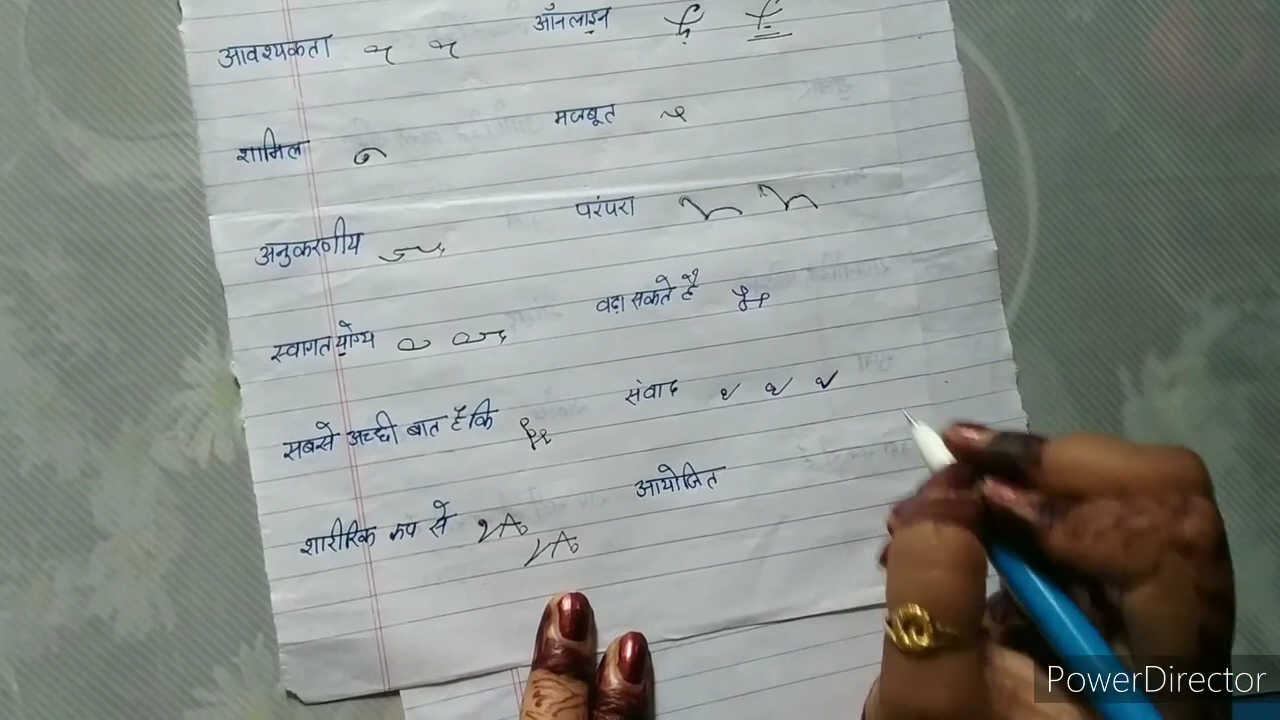 आवश्यकता
ऑनलाइन
शामिल
मजबूत
अनुकरणीय
परंपरा
स्वागत योग्य
बढ़ा सकते है
सबसे अच्छी बात है कि
संवाद
शारीरिक रूप से
आयोजित
PowerDirector